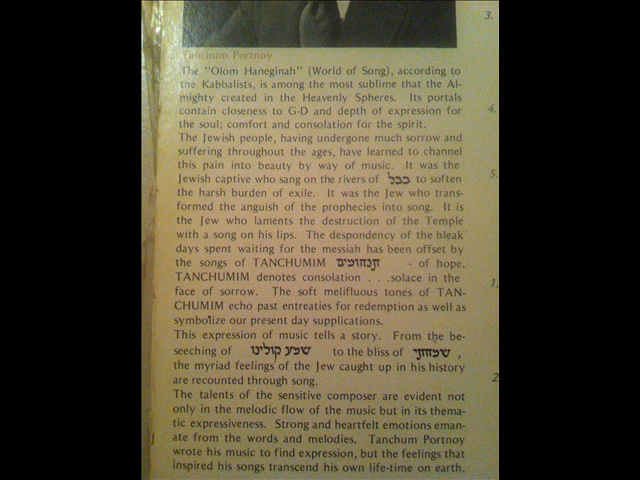 3.
Tanchum Portnoy
The "Olom Haneginah" (World of Song), according to
the Kabbalists, is among the most sublime that the Al-
mighty created in the Heavenly Spheres. Its portals
contain closeness to G-D and depth of expression for
the soul; comfort and consolation for the spirit.
4.
The Jewish people, having undergone much sorrow and
suffering throughout the ages, have learned to channel
this pain into beauty by way of music. It was the
Jewish captive who sang on the rivers of בבל to soften
5.
the harsh burden of exile. It was the Jew who trans-
formed the anguish of the prophecies into song. It is
the Jew who laments the destruction of the Temple
with a song on his lips. The despondency of the bleak
days spent waiting for the messiah has been offset by
the songs of TANCHUMIM תנחומים - of hope.
TANCHUMIM denotes consolation . . .solace in the
1.
face of sorrow. The soft melifluous tones of TAN-
CHUMIM echo past entreaties for redemption as well as
symbolize our present day supplications.
This expression of music tells a story. From the be-
seeching of שמע קולינו to the bliss of שמחתי ,
the myriad feelings of the Jew caught up in his history
2
are recounted through song.
The talents of the sensitive composer are evident not
only in the melodic flow of the music but in its thema-
tic expressiveness. Strong and heartfelt emotions eman-
ate from the words and melodies. Tanchum Portnoy
wrote his music to find expression, but the feelings that
inspired his songs transcend his own life-time on earth.